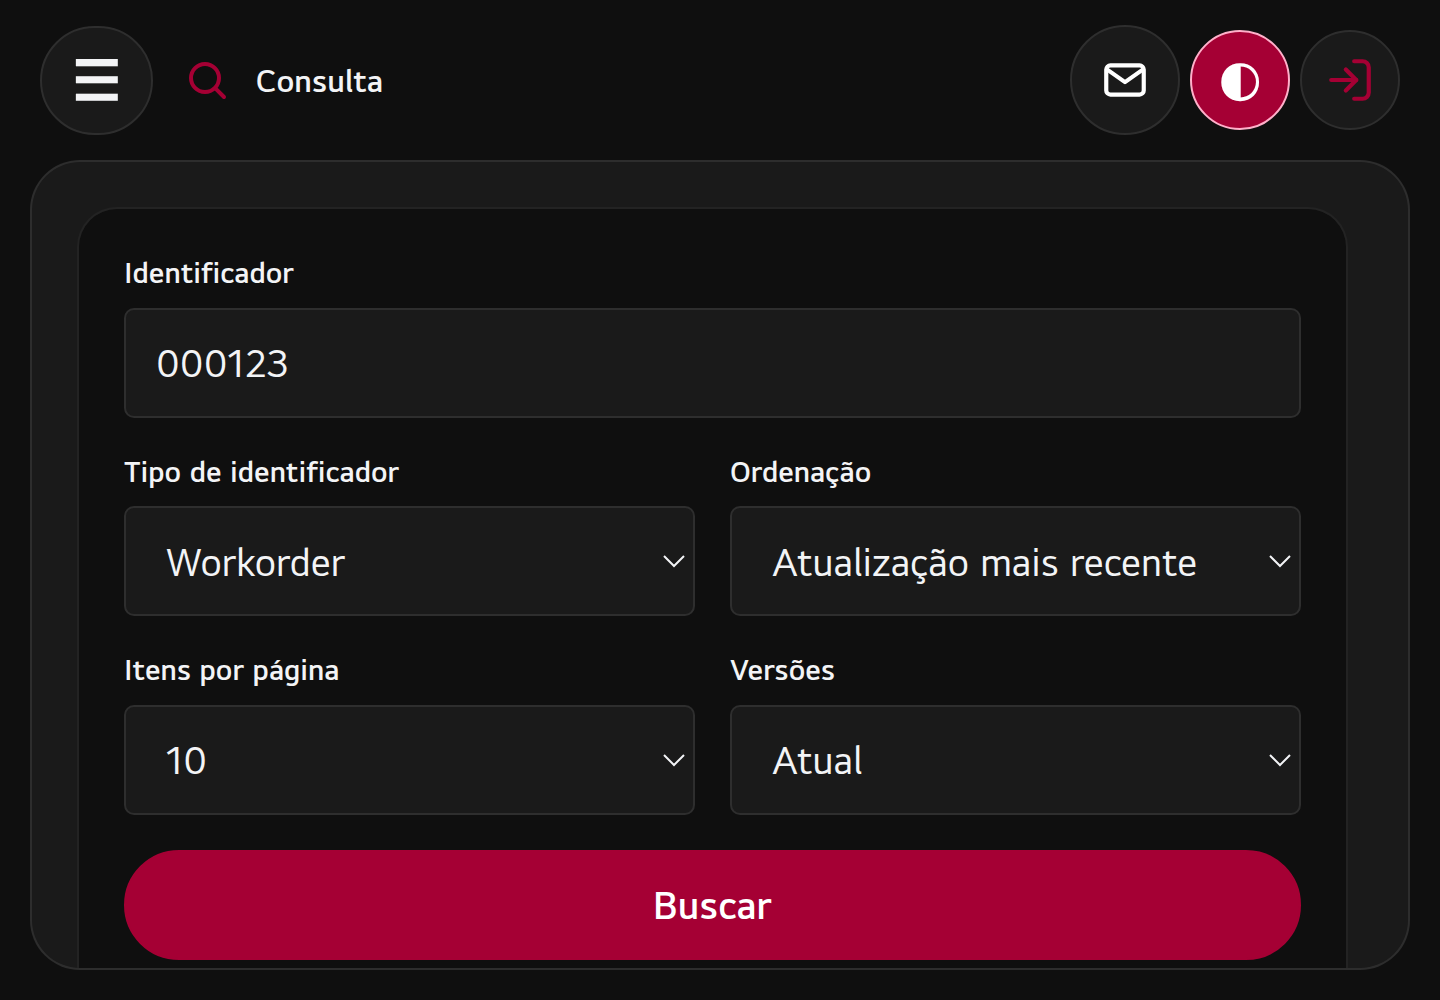 Consulta
Identificador
000123
Tipo de identificador
Ordenação
Workorder
Atualização mais recente
Itens por página
Versões
10
Atual
Buscar